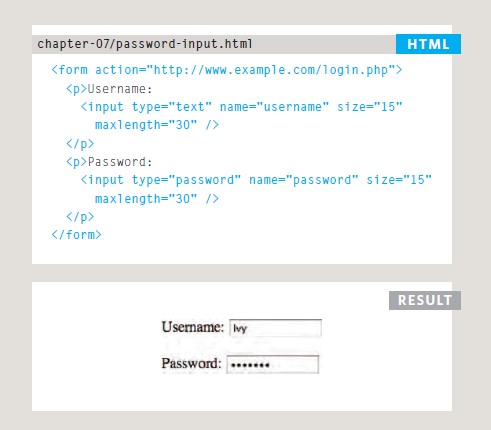 chapter-07/password-input.html HTML
<form action="http://www.example.com/login.php">
<p>Username:
<input type="text" name="username" size="15"
maxlength="30" />
</p>
<p>Password:
<input type="password" name="password" size="15"
maxlength="30" />
</p>
</form>
RESULT
Username: Ivy
Password: •••••••